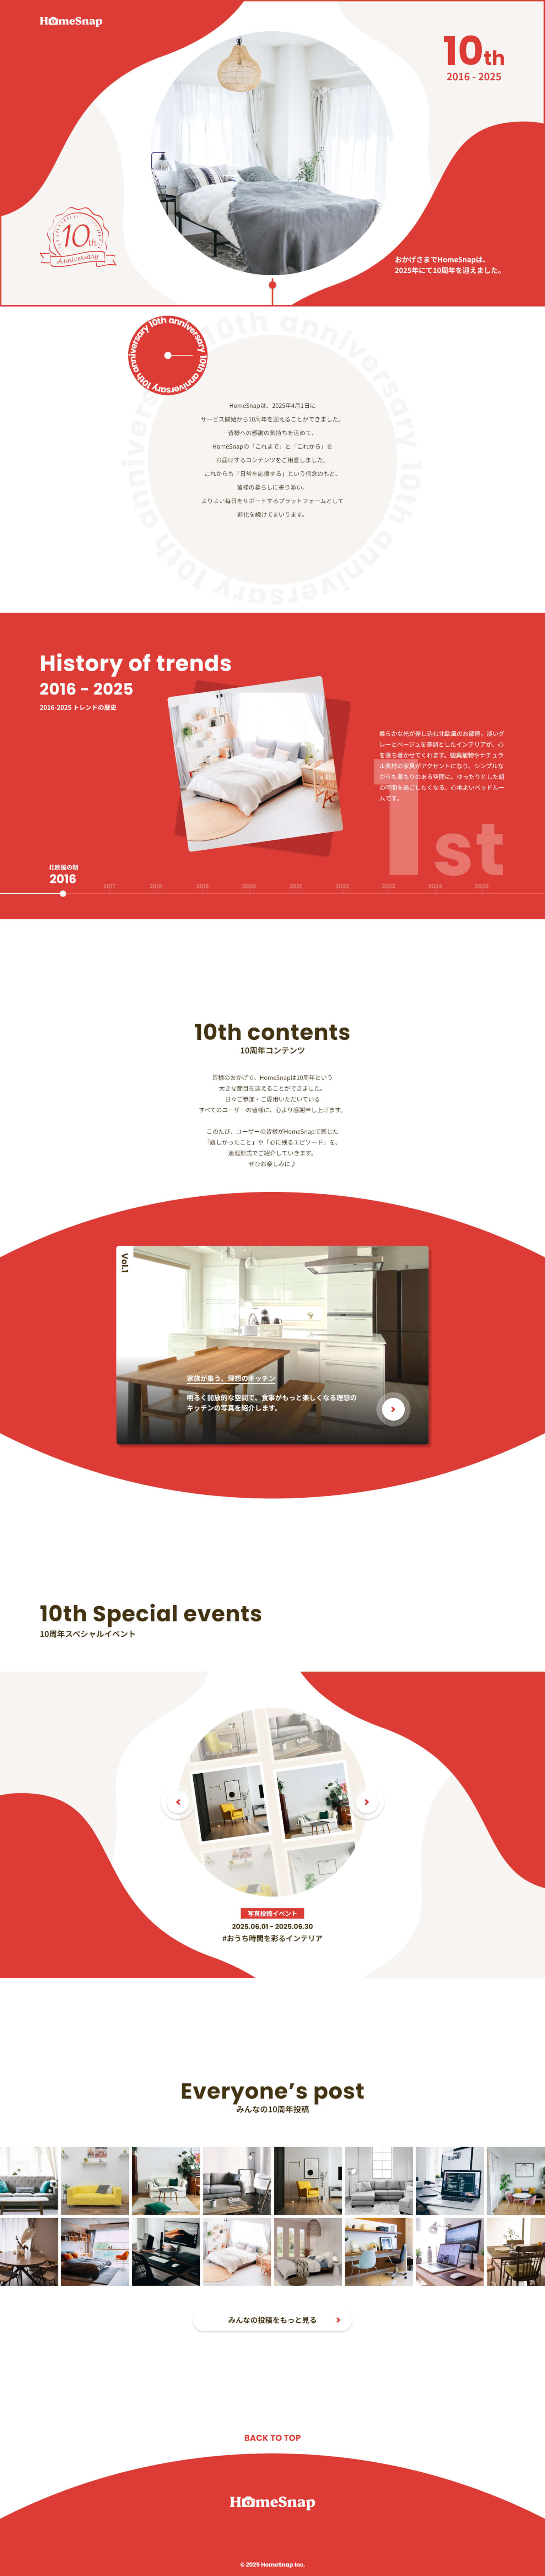 HomeSnap
10th
2016 - 2025
10th
Anniversary
おかげさまでHomeSnapは、
2025年にて10周年を迎えました。
10th anniversary 10th anniversary 10th anniversary
10th anniversary 10th anniversary 10th anniversary
HomeSnapは、2025年4月1日に
サービス開始から10周年を迎えることができました。
皆様への感謝の気持ちを込めて、
HomeSnapの「これまで」と「これから」を
お届けするコンテンツをご用意しました。
これからも「日常を応援する」という信念のもと、
皆様の暮らしに寄り添い、
よりよい毎日をサポートするプラットフォームとして
進化を続けてまいります。
History of trends
2016 - 2025
2016-2025 トレンドの歴史
柔らかな光が差し込む北欧風のお部屋。淡いグ
レーとベージュを基調としたインテリアが、心
を落ち着かせてくれます。観葉植物やナチュラ
ル素材の家具がアクセントになり、シンプルな
がらも温もりのある空間に。ゆったりとした朝
の時間を過ごしたくなる、心地よいベッドルー
ムです。
1st
北欧風の朝
2016
2017 2018 2019 2020 2021 2022 2023 2024 2025
10th contents
10周年コンテンツ
皆様のおかげで、HomeSnapは10周年という
大きな節目を迎えることができました。
日々ご参加・ご愛用いただいている
すべてのユーザーの皆様に、心より感謝申し上げます。
このたび、ユーザーの皆様がHomeSnapで感じた
「嬉しかったこと」や「心に残るエピソード」を、
連載形式でご紹介していきます。
ぜひお楽しみに♪
Vol.1
家族が集う、理想のキッチン
明るく開放的な空間で、食事がもっと楽しくなる理想の
キッチンの写真を紹介します。
10th Special events
10周年スペシャルイベント
写真投稿イベント
2025.06.01 - 2025.06.30
#おうち時間を彩るインテリア
Everyone’s post
みんなの10周年投稿
みんなの投稿をもっと見る
BACK TO TOP
HomeSnap
© 2025 HomeSnap Inc.